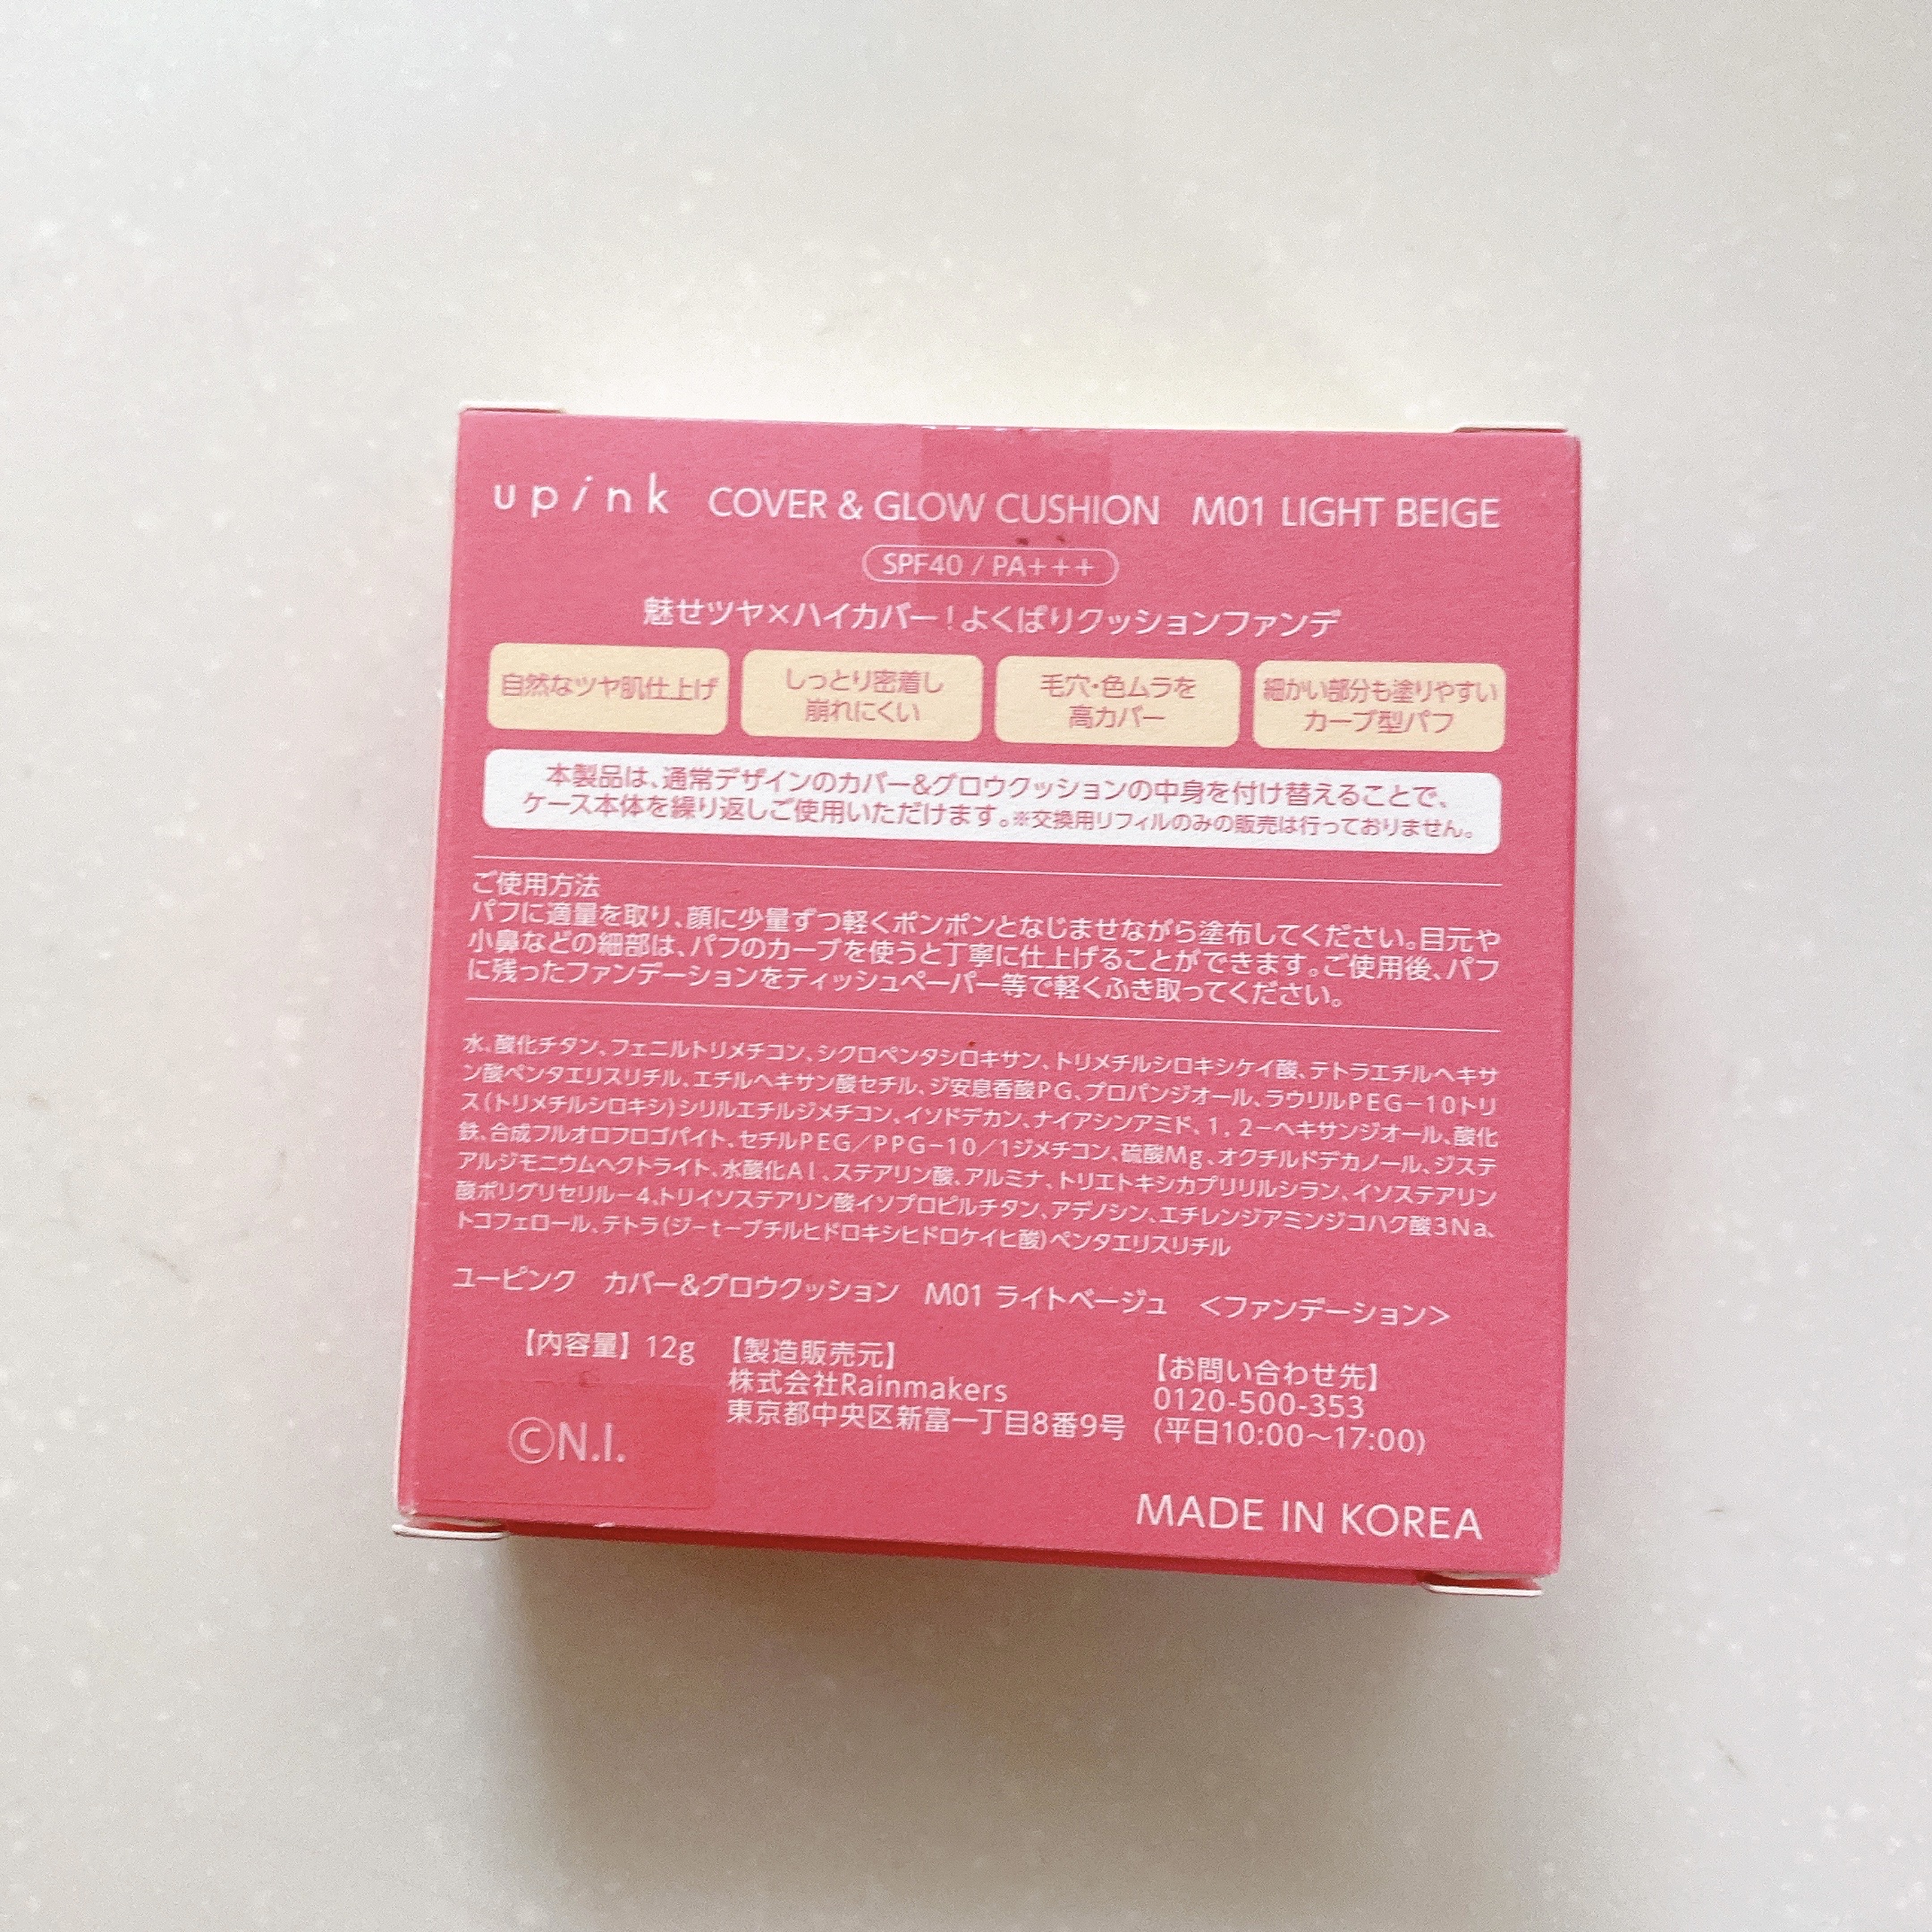 upink COVER & GLOW CUSHION M01 LIGHT BEIGE
SPF40 / PA+++
魅せツヤ×ハイカバー！よくばりクッションファンデ
自然なツヤ肌仕上げ
しっとり密着し
崩れにくい
毛穴・色ムラを
高カバー
細かい部分も塗りやすい
カーブ型パフ
本製品は、通常デザインのカバー&グロウクッションの中身を付け替えることで、
ケース本体を繰り返しご使用いただけます。※交換用リフィルのみの販売は行っておりません。
ご使用方法
パフに適量を取り、顔に少量ずつ軽くポンポンとなじませながら塗布してください。目元や
小鼻などの細部は、パフのカーブを使うと丁寧に仕上げることができます。ご使用後、パフ
に残ったファンデーションをティッシュペーパー等で軽くふき取ってください。
水、酸化チタン、フェニルトリメチコン、シクロペンタシロキサン、トリメチルシロキシケイ酸、テトラエチルヘキサ
ン酸ペンタエリスリチル、エチルヘキサン酸セチル、ジ安息香酸PG、プロパンジオール、ラウリルPEG－10トリ
ス（トリメチルシロキシ）シリルエチルジメチコン、イソドデカン、ナイアシンアミド、1，2－ヘキサンジオール、酸化
鉄、合成フルオロフロゴパイト、セチルPEG／PPG－10／1ジメチコン、硫酸Mg、オクチルドデカノール、ジステ
アルジモニウムヘクトライト、水酸化Al、ステアリン酸、アルミナ、トリエトキシカプリリルシラン、イソステアリン
酸ポリグリセリル－4、トリイソステアリン酸イソプロピルチタン、アデノシン、エチレンジアミンジコハク酸3Na、
トコフェロール、テトラ（ジ－t－ブチルヒドロキシヒドロケイヒ酸）ペンタエリスリチル
ユーピンク　カバー&グロウクッション　M01 ライトベージュ　＜ファンデーション＞
【内容量】12g
【製造販売元】
株式会社Rainmakers
東京都中央区新富一丁目8番9号
【お問い合わせ先】
0120-500-353
(平日10:00～17:00)
©N.I.
MADE IN KOREA